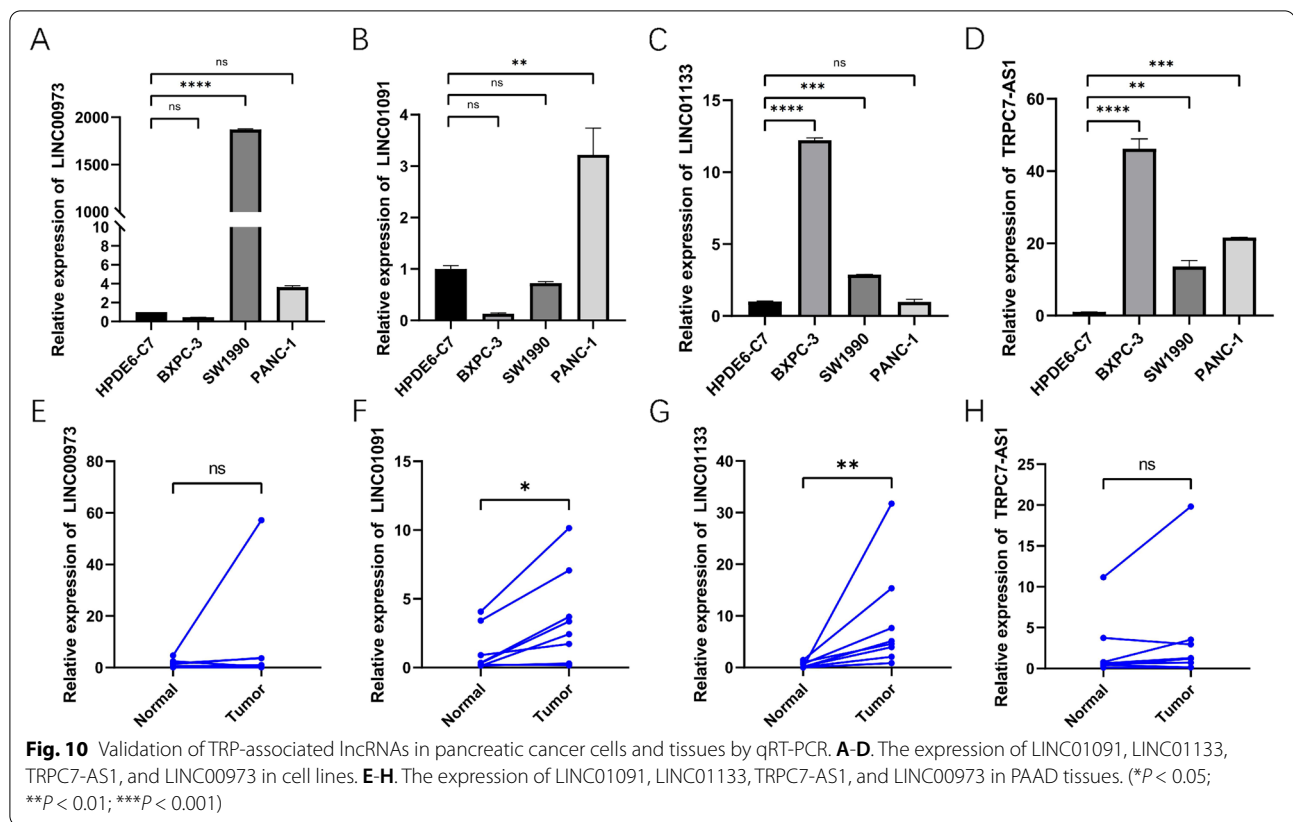 A
Relative expression of LINC00973
ns
****
ns
2000
1500
1000
10
8
6
4
2
0
HPDE6-C7
BXPC-3
SW1990
PANC-1
B
Relative expression of LINC01091
**
ns
ns
4
3
2
1
0
HPDE6-C7
BXPC-3
SW1990
PANC-1
C
Relative expression of LINC01133
ns
***
****
15
10
5
0
HPDE6-C7
BXPC-3
SW1990
PANC-1
D
Relative expression of TRPC7-AS1
***
**
****
60
40
20
0
HPDE6-C7
BXPC-3
SW1990
PANC-1
E
Relative expression of LINC00973
ns
80
60
40
20
0
Normal
Tumor
F
Relative expression of LINC01091
*
15
10
5
0
Normal
Tumor
G
Relative expression of LINC01133
**
40
30
20
10
0
Normal
Tumor
H
Relative expression of TRPC7-AS1
ns
25
20
15
10
5
0
Normal
Tumor
Fig. 10 Validation of TRP-associated lncRNAs in pancreatic cancer cells and tissues by qRT-PCR. A-D. The expression of LINC01091, LINC01133,
TRPC7-AS1, and LINC00973 in cell lines. E-H. The expression of LINC01091, LINC01133, TRPC7-AS1, and LINC00973 in PAAD tissues. (*P < 0.05;
**P < 0.01; ***P < 0.001)